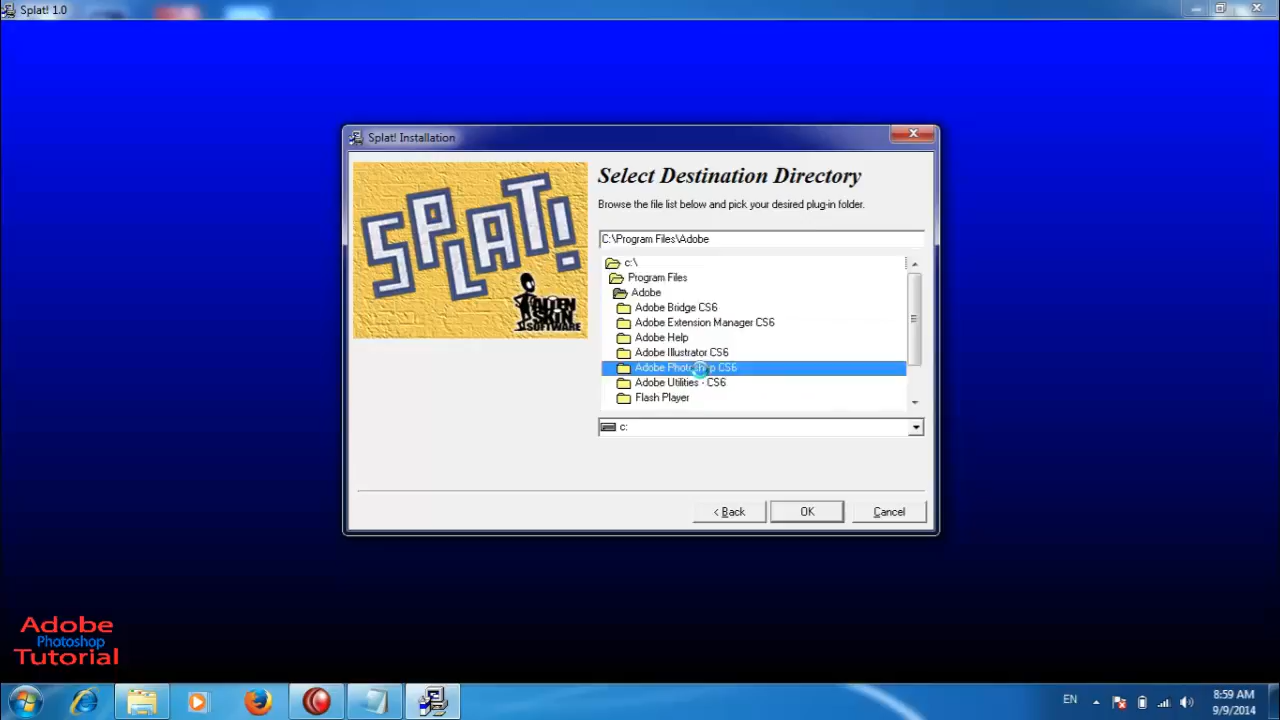 Splat! 1.0
Splat! Installation
SPLAT!
ALIEN
SKIN
SOFTWARE
Select Destination Directory
Browse the file list below and pick your desired plug-in folder.
C:\Program Files\Adobe
c:\
Program Files
Adobe
Adobe Bridge CS6
Adobe Extension Manager CS6
Adobe Help
Adobe Illustrator CS6
Adobe Photoshop CS6
Adobe Utilities - CS6
Flash Player
c:
< Back
OK
Cancel
Adobe
Photoshop
Tutorial
EN
8:59 AM
9/9/2014